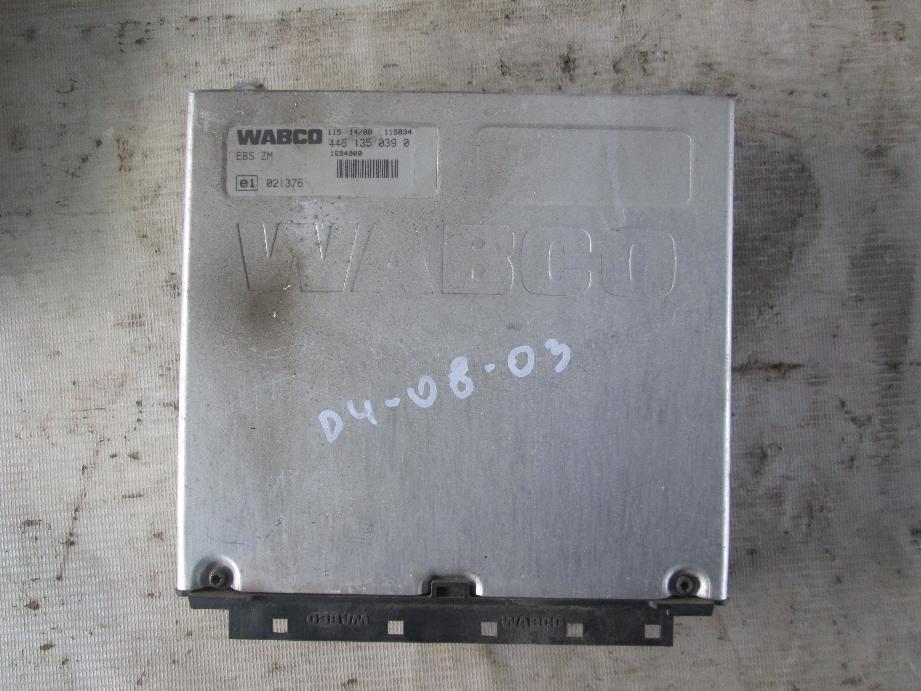 WABCO 115 14/08 115834
446 135 039 0
EBS ZM 1694000
e1 021376
WABCO
D4-08-03
WABCO WABCO